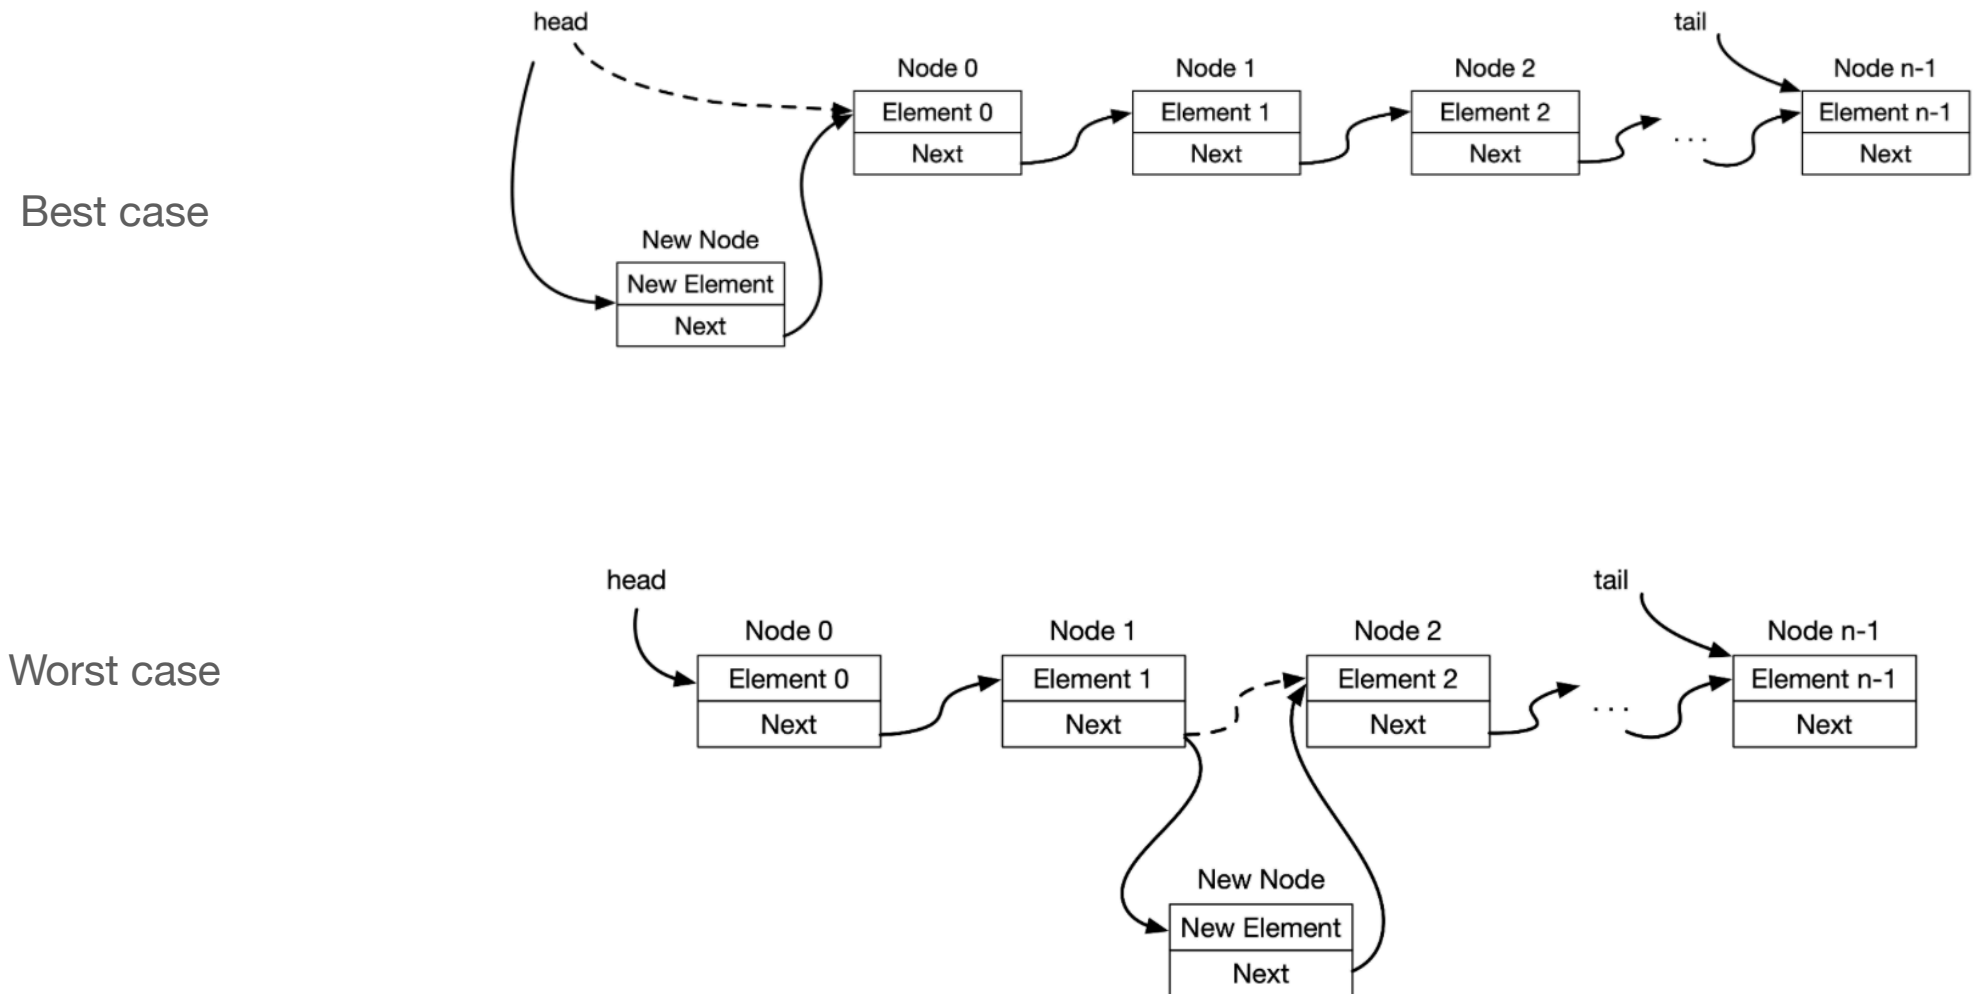 head
tail
Node 0
Node 1
Node 2
Node n-1
Element 0
Element 1
Element 2
Element n-1
Next
Next
Next
...
Next
Best case
New Node
New Element
Next
head
tail
Node 0
Node 1
Node 2
Node n-1
Worst case
Element 0
Element 1
Element 2
Element n-1
Next
Next
Next
...
Next
New Node
New Element
Next